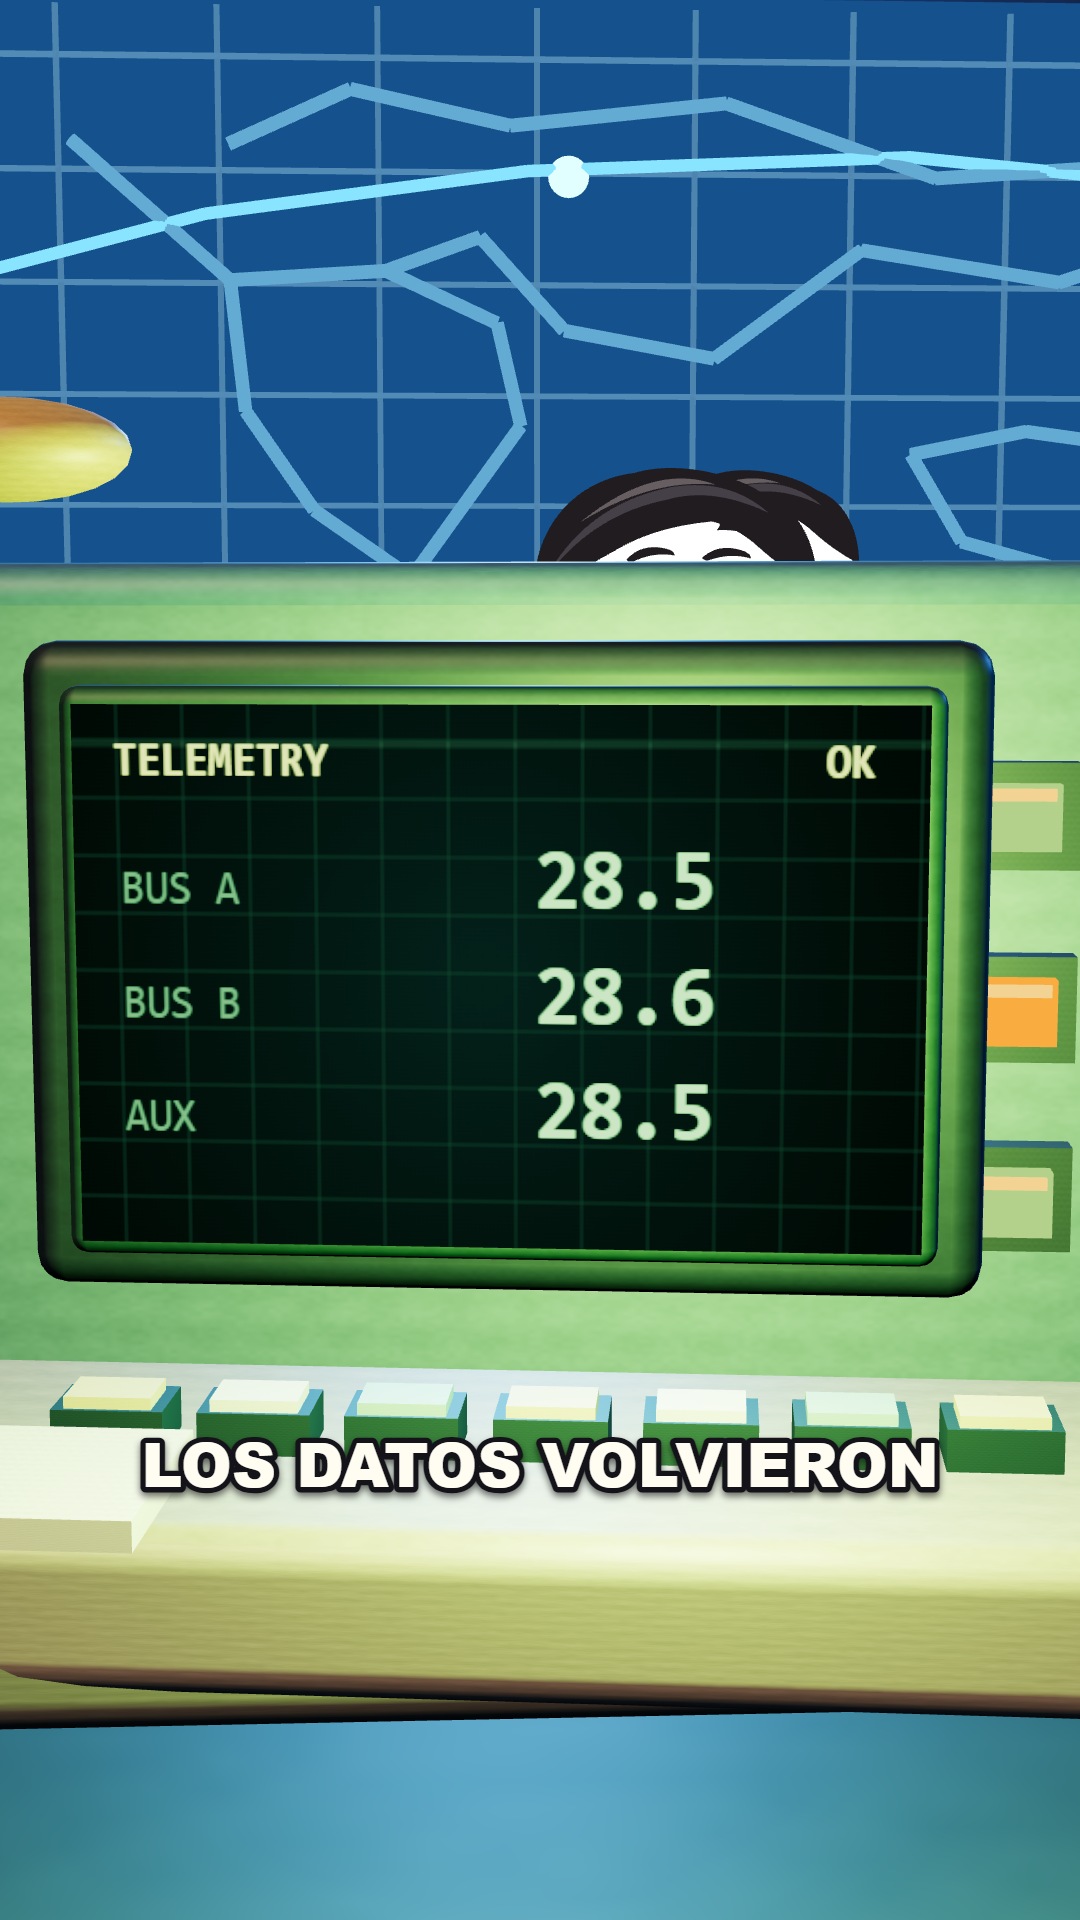 TELEMETRY OK
BUS A 28.5
BUS B 28.6
AUX 28.5
LOS DATOS VOLVIERON